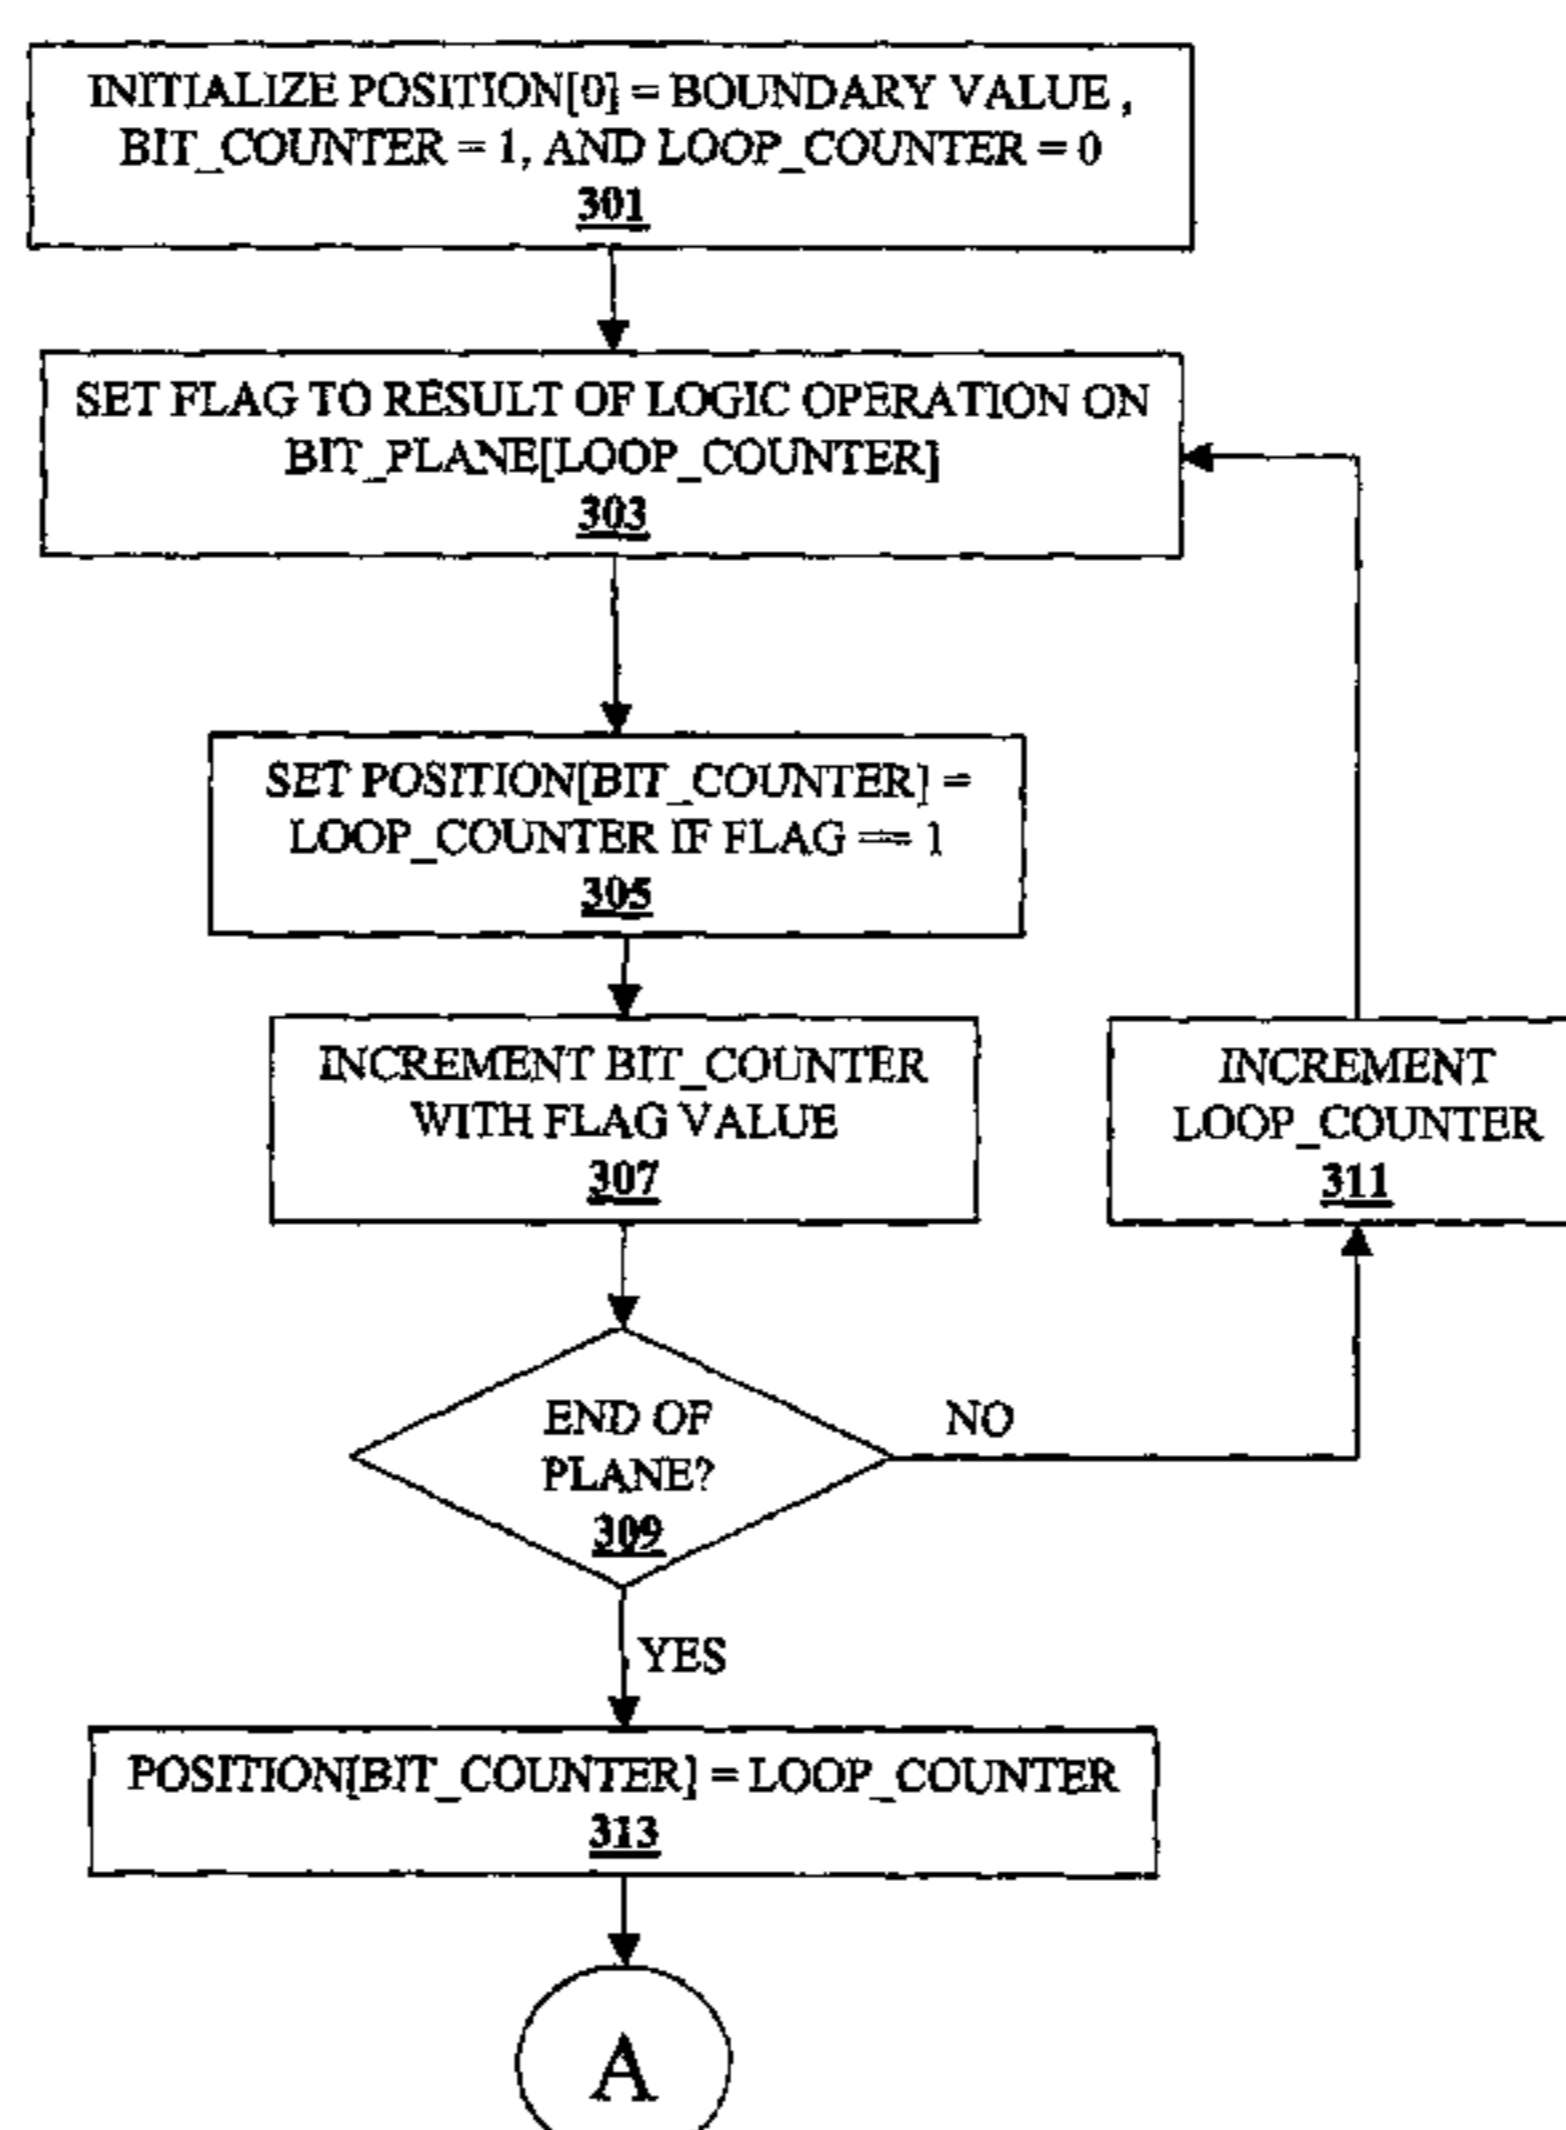 INITIALIZE POSITION[0] = BOUNDARY VALUE ,
BIT_COUNTER = 1, AND LOOP_COUNTER = 0
301
SET FLAG TO RESULT OF LOGIC OPERATION ON
BIT_PLANE[LOOP_COUNTER]
303
SET POSITION[BIT_COUNTER] =
LOOP_COUNTER IF FLAG == 1
305
INCREMENT BIT_COUNTER
WITH FLAG VALUE
307
INCREMENT
LOOP_COUNTER
311
END OF
PLANE?
309
NO
YES
POSITION[BIT_COUNTER] = LOOP_COUNTER
313
A